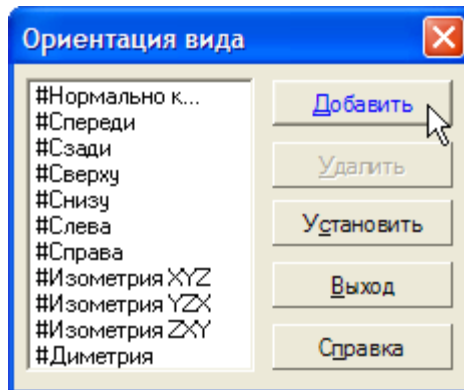 Ориентация вида
#Нормально к...
#Спереди
#Сзади
#Сверху
#Снизу
#Слева
#Справа
#Изометрия XYZ
#Изометрия YZX
#Изометрия ZXY
#Диметрия
Добавить
Удалить
Установить
Выход
Справка